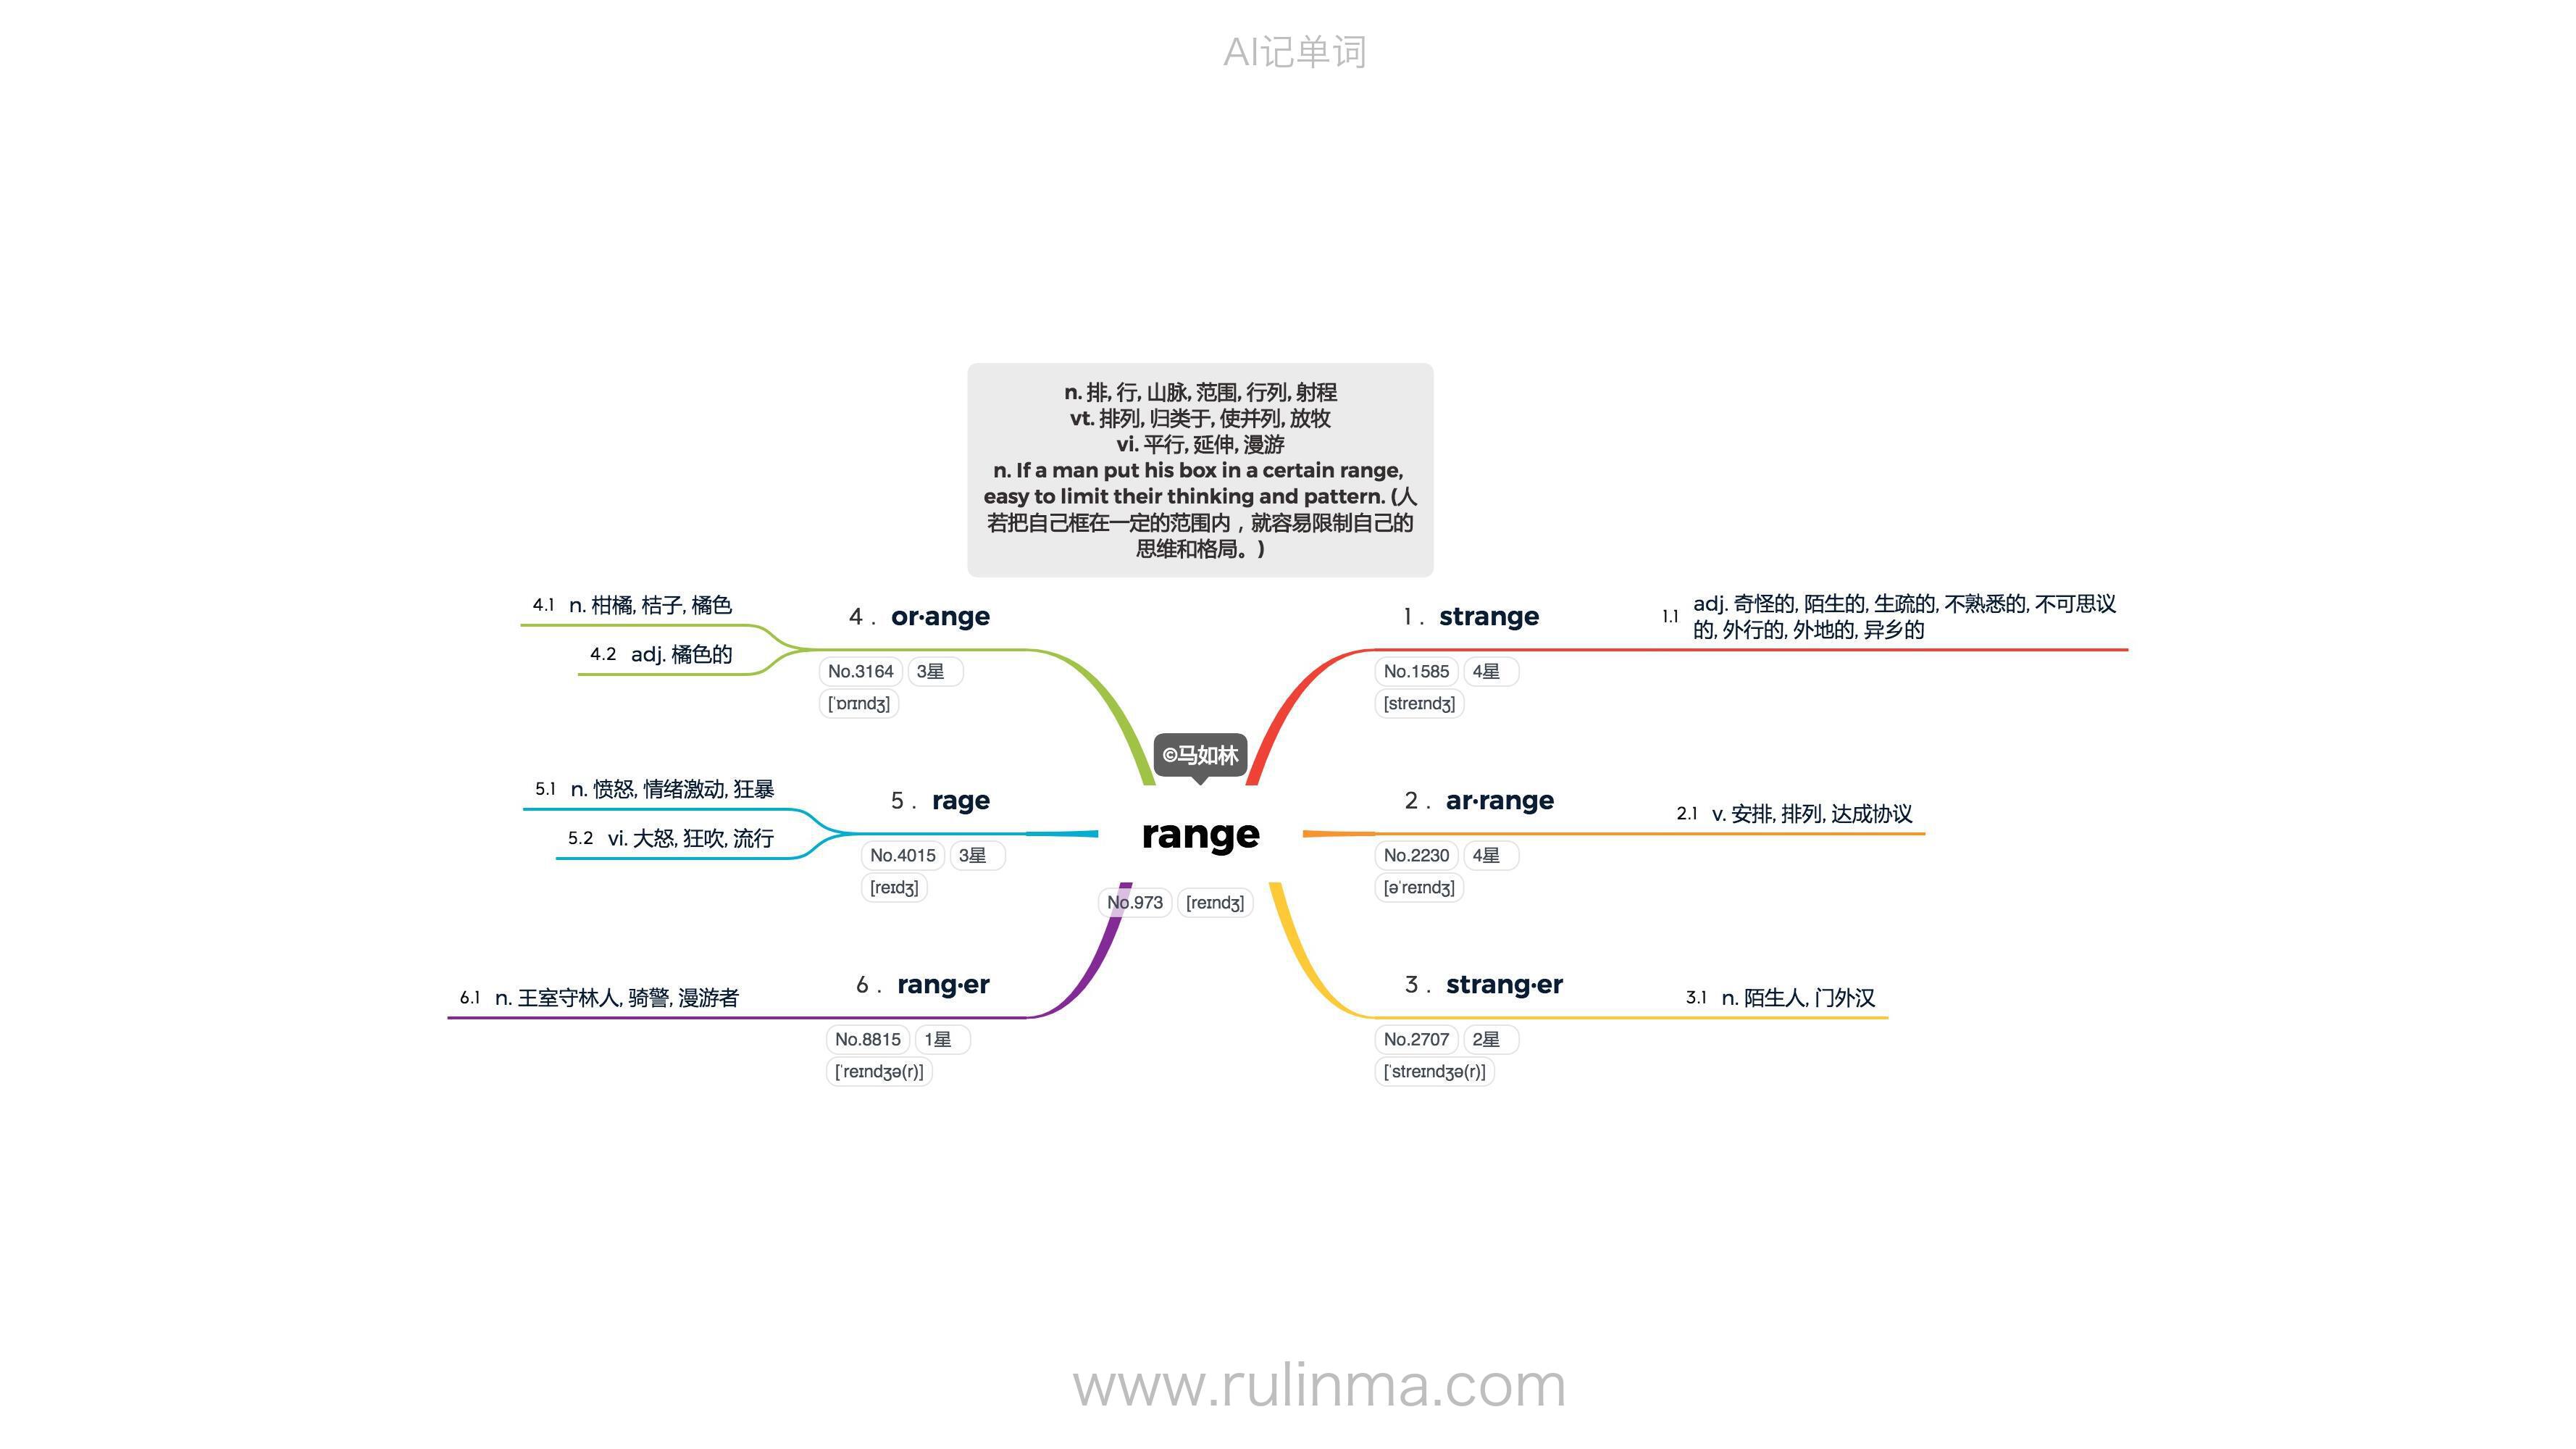 AI记单词
n. 排, 行, 山脉, 范围, 行列, 射程
vt. 排列, 归类于, 使并列, 放牧
vi. 平行, 延伸, 漫游
n. If a man put his box in a certain range,
easy to limit their thinking and pattern. (人
若把自己框在一定的范围内，就容易限制自己的
思维和格局。)
©马如林
range
No.973 [reɪndʒ]
1. strange
No.1585 4星
[streɪndʒ]
1.1 adj. 奇怪的, 陌生的, 生疏的, 不熟悉的, 不可思议
的, 外行的, 外地的, 异乡的
2. ar·range
No.2230 4星
[əˈreɪndʒ]
2.1 v. 安排, 排列, 达成协议
3. strang·er
No.2707 2星
[ˈstreɪndʒə(r)]
3.1 n. 陌生人, 门外汉
4. or·ange
No.3164 3星
[ˈɒrɪndʒ]
4.1 n. 柑橘, 桔子, 橘色
4.2 adj. 橘色的
5. rage
No.4015 3星
[reɪdʒ]
5.1 n. 愤怒, 情绪激动, 狂暴
5.2 vi. 大怒, 狂吹, 流行
6. rang·er
No.8815 1星
[ˈreɪndʒə(r)]
6.1 n. 王室守林人, 骑警, 漫游者
www.rulinma.com